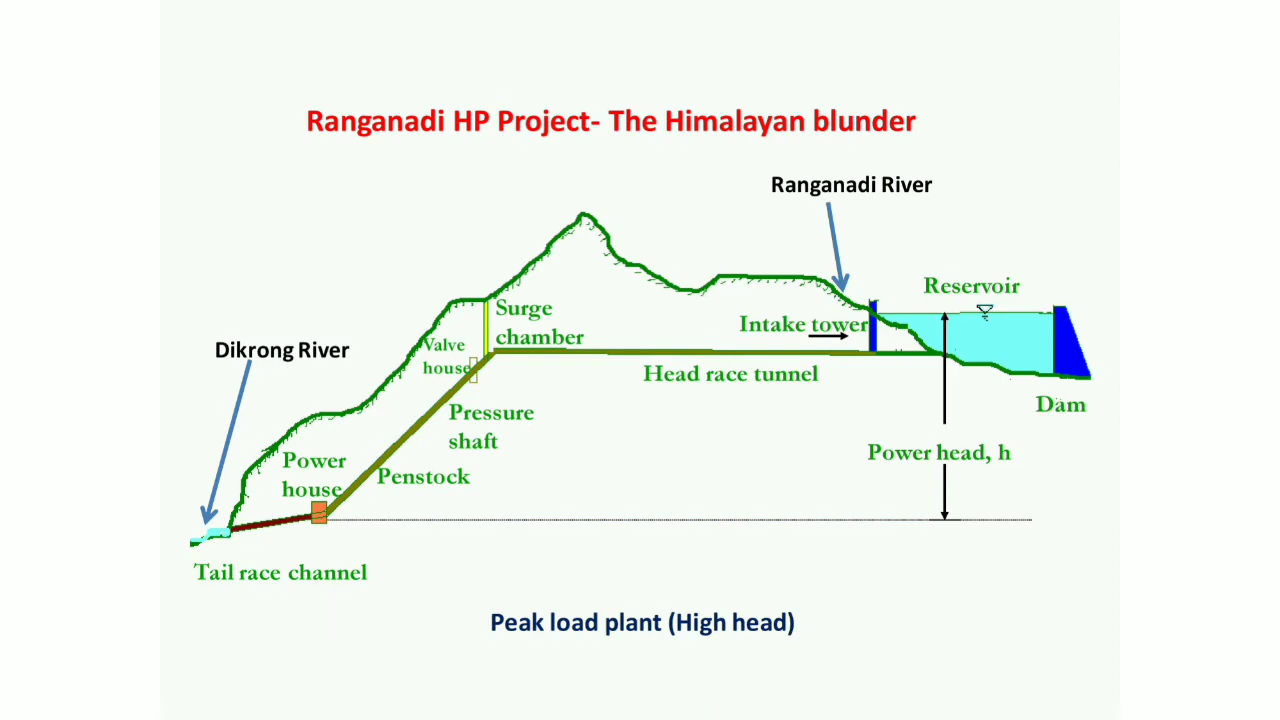 Ranganadi HP Project- The Himalayan blunder
Ranganadi River
Reservoir
Surge
chamber
Intake tower
Dikrong River
Valve
house
Head race tunnel
Dam
Pressure
shaft
Power head, h
Power
house
Penstock
Tail race channel
Peak load plant (High head)